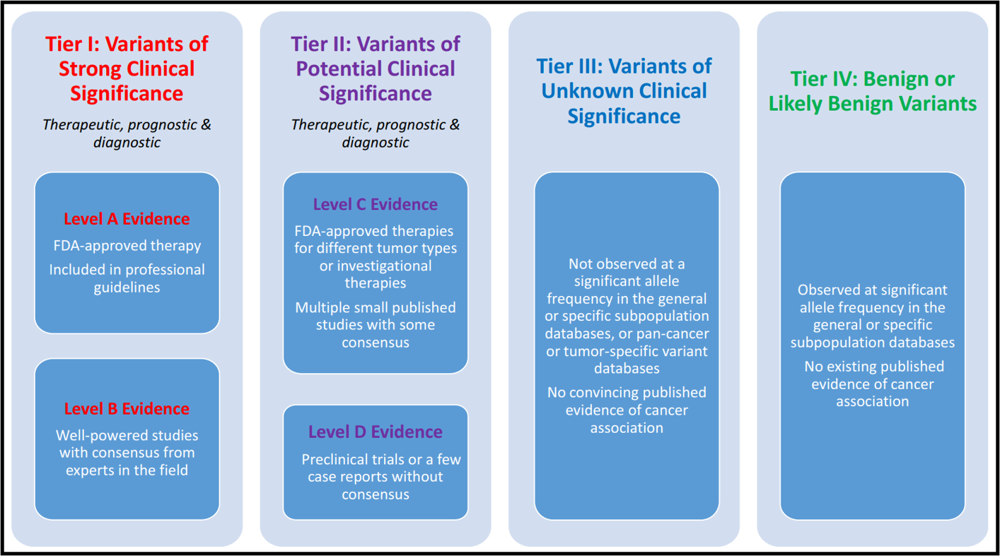 Tier I: Variants of
Strong Clinical
Significance
Therapeutic, prognostic &
diagnostic
Level A Evidence
FDA-approved therapy
Included in professional
guidelines
Level B Evidence
Well-powered studies
with consensus from
experts in the field
Tier II: Variants of
Potential Clinical
Significance
Therapeutic, prognostic &
diagnostic
Level C Evidence
FDA-approved therapies
for different tumor types
or investigational
therapies
Multiple small published
studies with some
consensus
Level D Evidence
Preclinical trials or a few
case reports without
consensus
Tier III: Variants of
Unknown Clinical
Significance
Not observed at a
significant allele
frequency in the general
or specific subpopulation
databases, or pan-cancer
or tumor-specific variant
databases
No convincing published
evidence of cancer
association
Tier IV: Benign or
Likely Benign Variants
Observed at significant
allele frequency in the
general or specific
subpopulation databases
No existing published
evidence of cancer
association